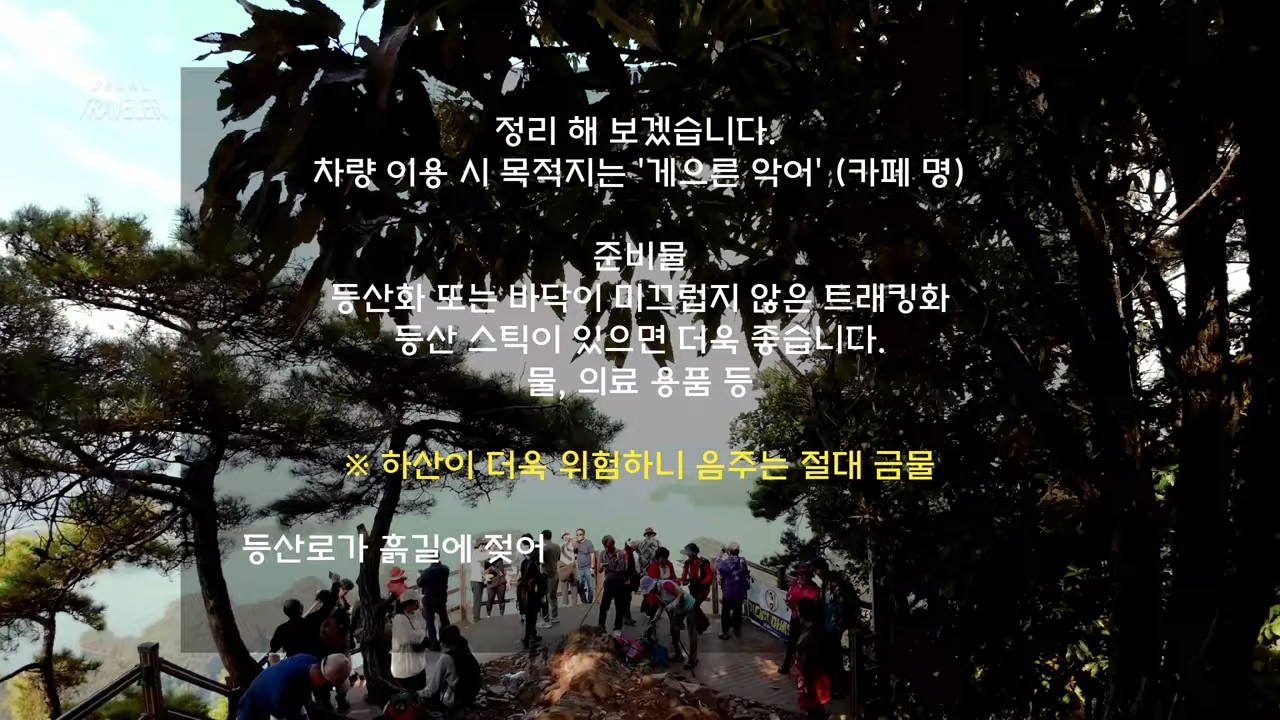 TRAVELER
정리 해 보겠습니다.
차량 이용 시 목적지는 '게으른 악어' (카페 명)
준비물
등산화 또는 바닥이 미끄럽지 않은 트래킹화
등산 스틱이 있으면 더욱 좋습니다.
물, 의료 용품 등
※ 하산이 더욱 위험하니 음주는 절대 금물
등산로가 흙길에 젖어